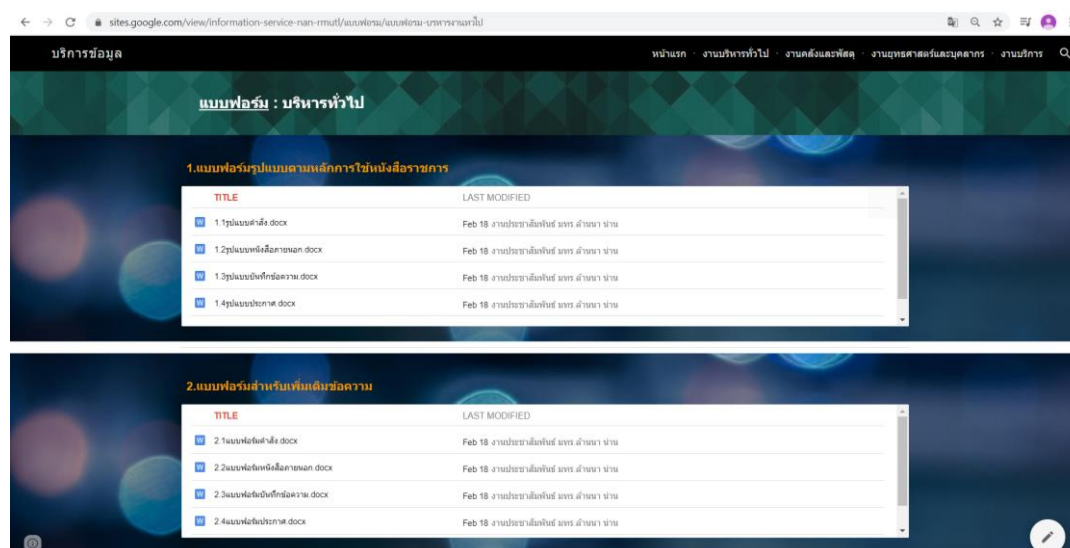 sites.google.com/view/information-service-nan-rmutl/แบบฟอรม/แบบฟอรม-บรหารงานทวไป
บริการข้อมูล
หน้าแรก งานบริหารทั่วไป งานคลังและพัสดุ งานยุทธศาสตร์และบุคลากร งานบริการ
แบบฟอร์ม : บริหารทั่วไป
1.แบบฟอร์มรูปแบบตามหลักการใช้หนังสือราชการ
TITLE LAST MODIFIED
1.1รูปแบบคำสั่ง.docx Feb 18 งานประชาสัมพันธ์ มทร.ล้านนา น่าน
1.2รูปแบบหนังสือภายนอก.docx Feb 18 งานประชาสัมพันธ์ มทร.ล้านนา น่าน
1.3รูปแบบบันทึกข้อความ.docx Feb 18 งานประชาสัมพันธ์ มทร.ล้านนา น่าน
1.4รูปแบบประกาศ.docx Feb 18 งานประชาสัมพันธ์ มทร.ล้านนา น่าน
2.แบบฟอร์มสำหรับเพิ่มเติมข้อความ
TITLE LAST MODIFIED
2.1แบบฟอร์มคำสั่ง.docx Feb 18 งานประชาสัมพันธ์ มทร.ล้านนา น่าน
2.2แบบฟอร์มหนังสือภายนอก.docx Feb 18 งานประชาสัมพันธ์ มทร.ล้านนา น่าน
2.3แบบฟอร์มบันทึกข้อความ.docx Feb 18 งานประชาสัมพันธ์ มทร.ล้านนา น่าน
2.4แบบฟอร์มประกาศ.docx Feb 18 งานประชาสัมพันธ์ มทร.ล้านนา น่าน